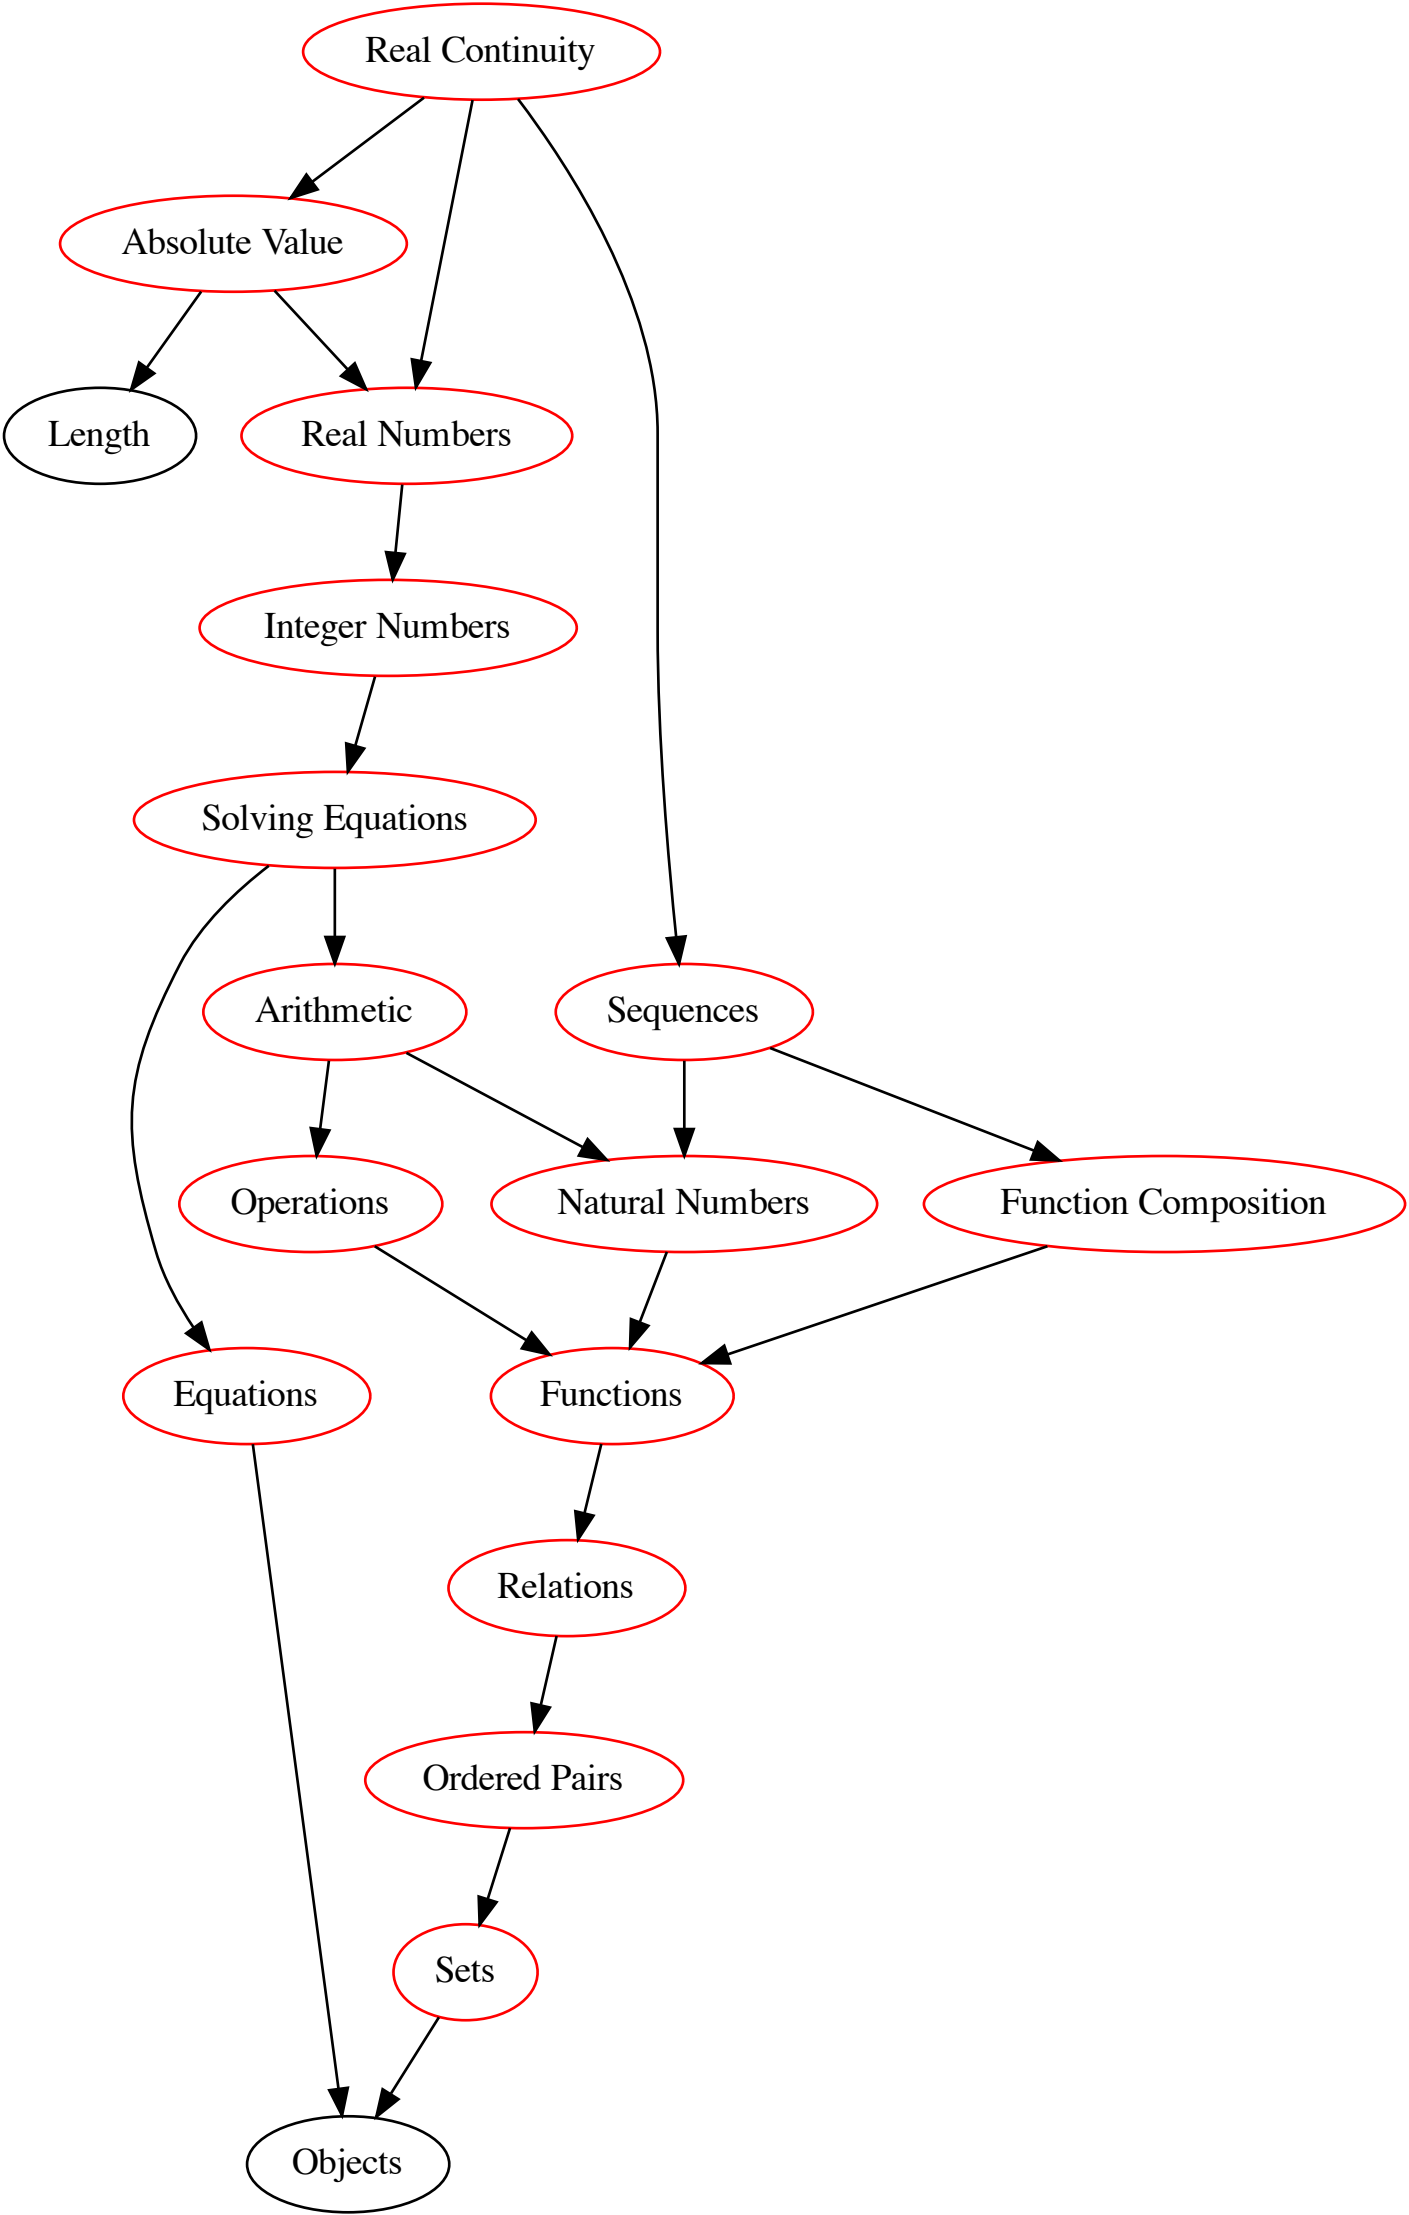 Real Continuity
Absolute Value
Length
Real Numbers
Integer Numbers
Solving Equations
Arithmetic
Sequences
Operations
Natural Numbers
Function Composition
Equations
Functions
Relations
Ordered Pairs
Sets
Objects